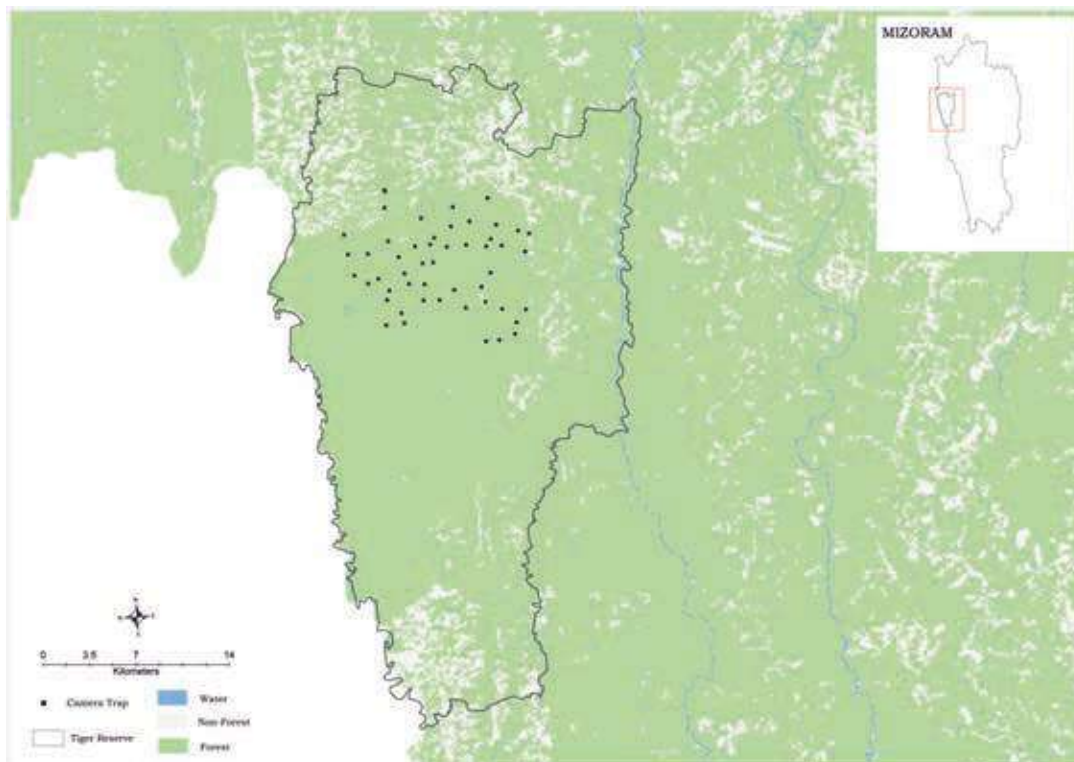 MIZORAM
0 3.5 7 14
Kilometers
Camera Trap
Tiger Reserve
Water
Non-Forest
Forest